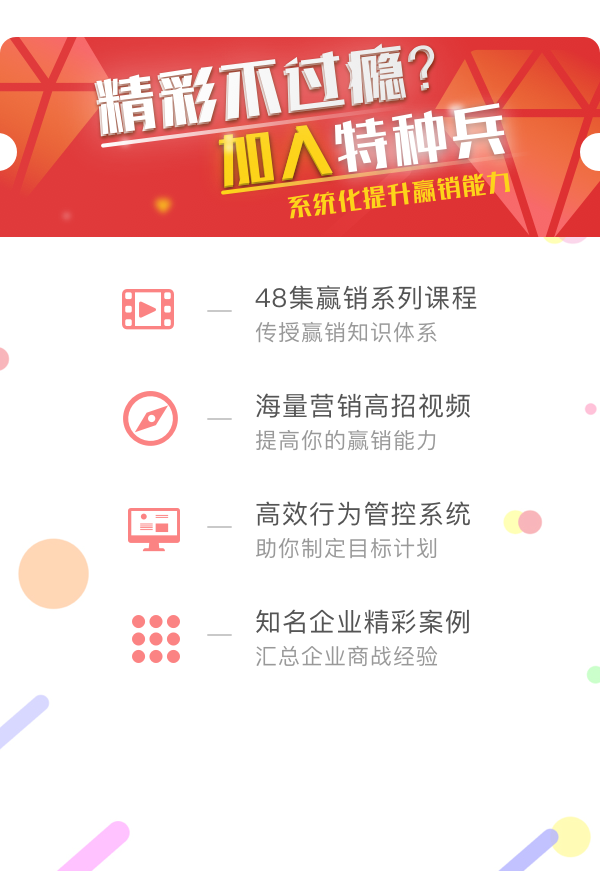 精彩不过瘾？
加入特种兵
系统化提升赢销能力
48集赢销系列课程
传授赢销知识体系
海量营销高招视频
提高你的赢销能力
高效行为管控系统
助你制定目标计划
知名企业精彩案例
汇总企业商战经验